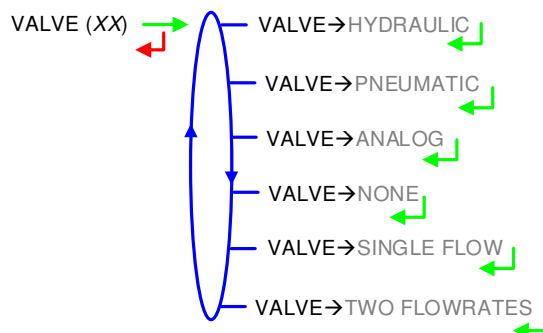 VALVE (XX)
VALVE→HYDRAULIC
VALVE→PNEUMATIC
VALVE→ANALOG
VALVE→NONE
VALVE→SINGLE FLOW
VALVE→TWO FLOWRATES